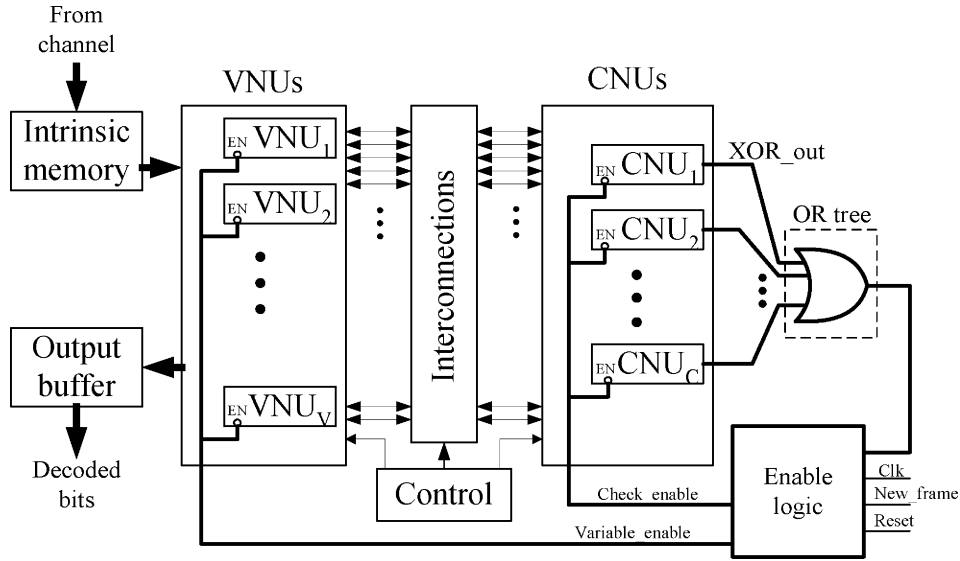 From
channel
Intrinsic
memory
VNUs
EN VNU1
EN VNU2
EN VNUV
Interconnections
CNUs
EN CNU1
EN CNU2
EN CNUC
XOR_out
OR tree
Output
buffer
Decoded
bits
Control
Check_enable
Variable_enable
Enable
logic
Clk
New_frame
Reset